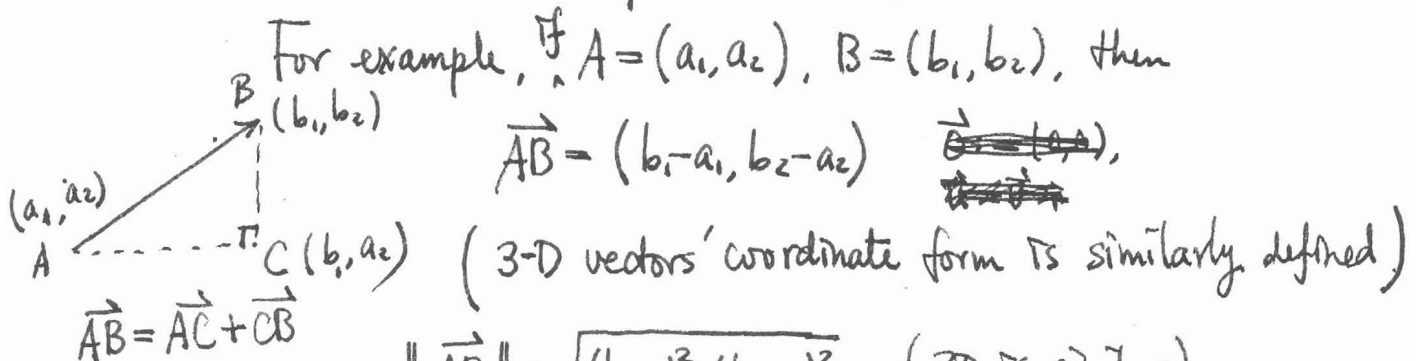 For example, if A = (a₁, a₂), B = (b₁, b₂), then
B
(b₁, b₂)
AB⃗ = (b₁-a₁, b₂-a₂)
(a₁, a₂)
A
C (b₁, a₂)
(3-D vectors' coordinate form is similarly defined)
AB⃗ = AC⃗ + CB⃗